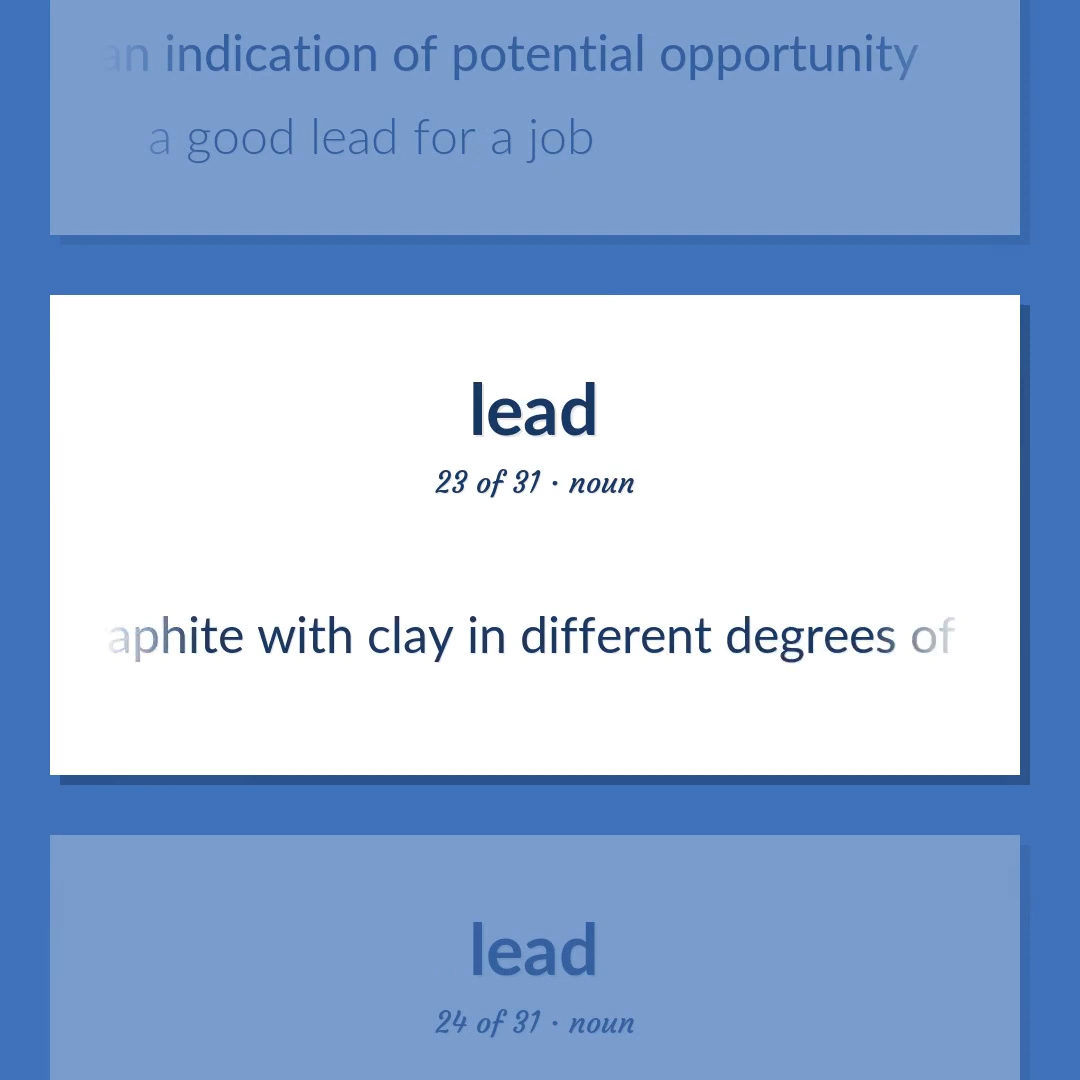 an indication of potential opportunity
a good lead for a job
lead
23 of 31 · noun
aphite with clay in different degrees of
lead
24 of 31 · noun